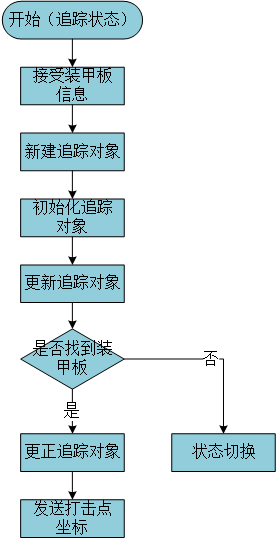 开始（追踪状态）
接受装甲板
信息
新建追踪对象
初始化追踪
对象
更新追踪对象
是否找到装
甲板
否
是
更正追踪对象
状态切换
发送打击点
坐标